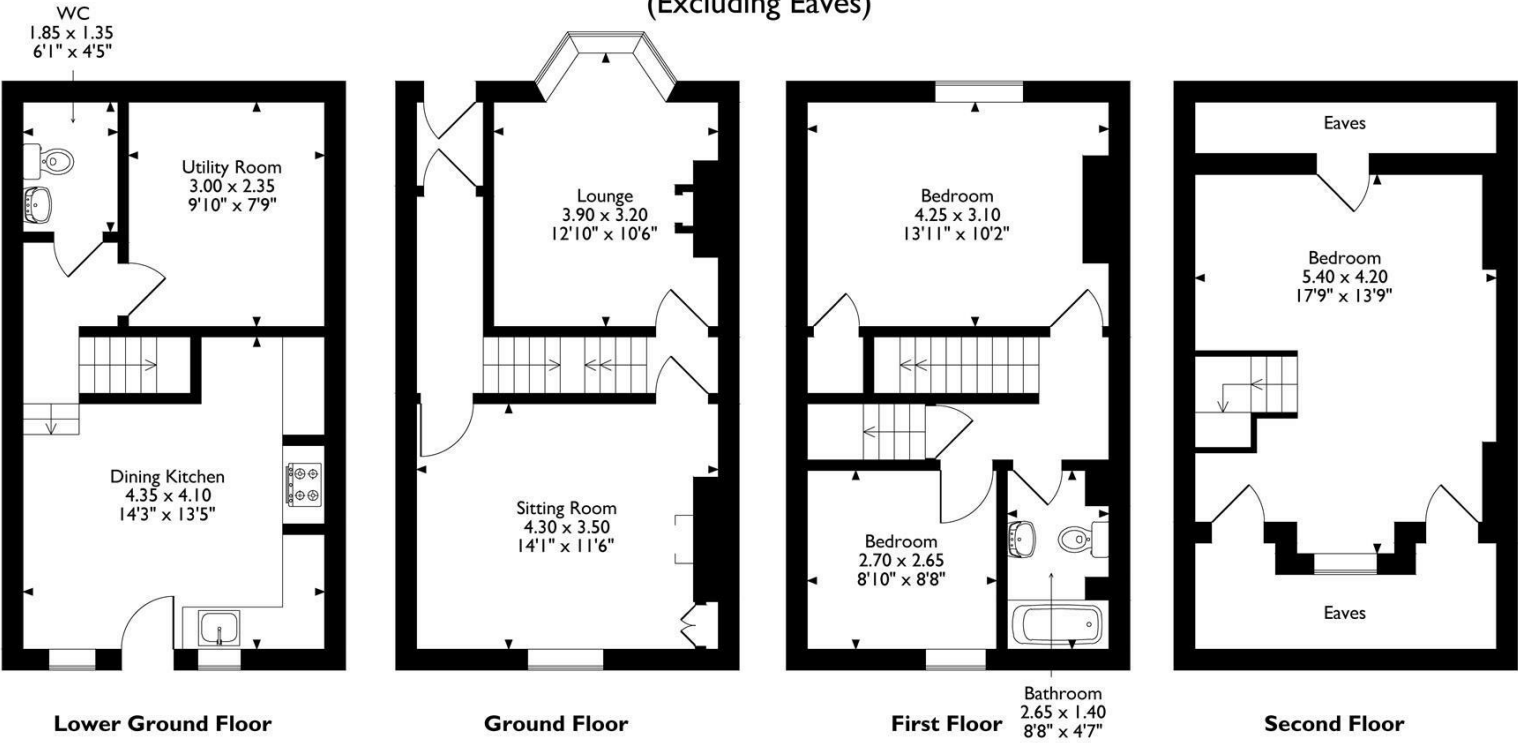 (Excluding Eaves)
WC
1.85 x 1.35
6'1" x 4'5"
Utility Room
3.00 x 2.35
9'10" x 7'9"
Dining Kitchen
4.35 x 4.10
14'3" x 13'5"
Lower Ground Floor
Lounge
3.90 x 3.20
12'10" x 10'6"
Sitting Room
4.30 x 3.50
14'1" x 11'6"
Ground Floor
Bedroom
4.25 x 3.10
13'11" x 10'2"
Bedroom
2.70 x 2.65
8'10" x 8'8"
Bathroom
2.65 x 1.40
8'8" x 4'7"
First Floor
Eaves
Bedroom
5.40 x 4.20
17'9" x 13'9"
Eaves
Second Floor